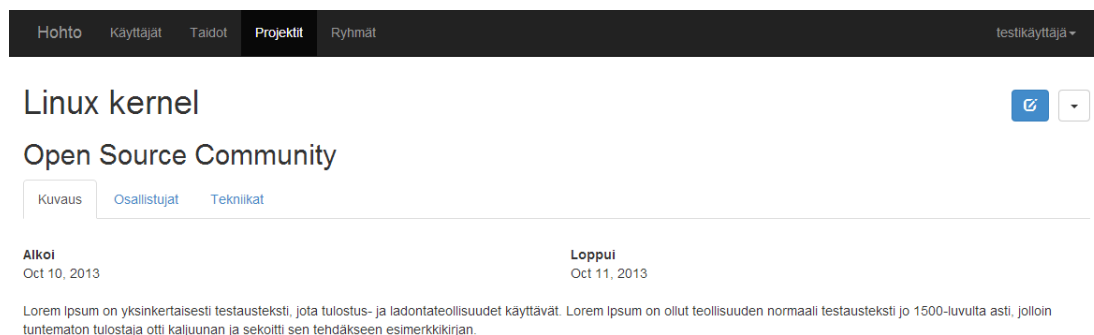 Hohto Käyttäjät Taidot Projektit Ryhmät testikäyttäjä
Linux kernel
Open Source Community
Kuvaus Osallistujat Tekniikat
Alkoi Loppui
Oct 10, 2013 Oct 11, 2013
Lorem Ipsum on yksinkertaisesti testausteksti, jota tulostus- ja ladontateollisuudet käyttävät. Lorem Ipsum on ollut teollisuuden normaali testausteksti jo 1500-luvulta asti, jolloin
tuntematon tulostaja otti kaljuunan ja sekoitti sen tehdäkseen esimerkkikirjan.